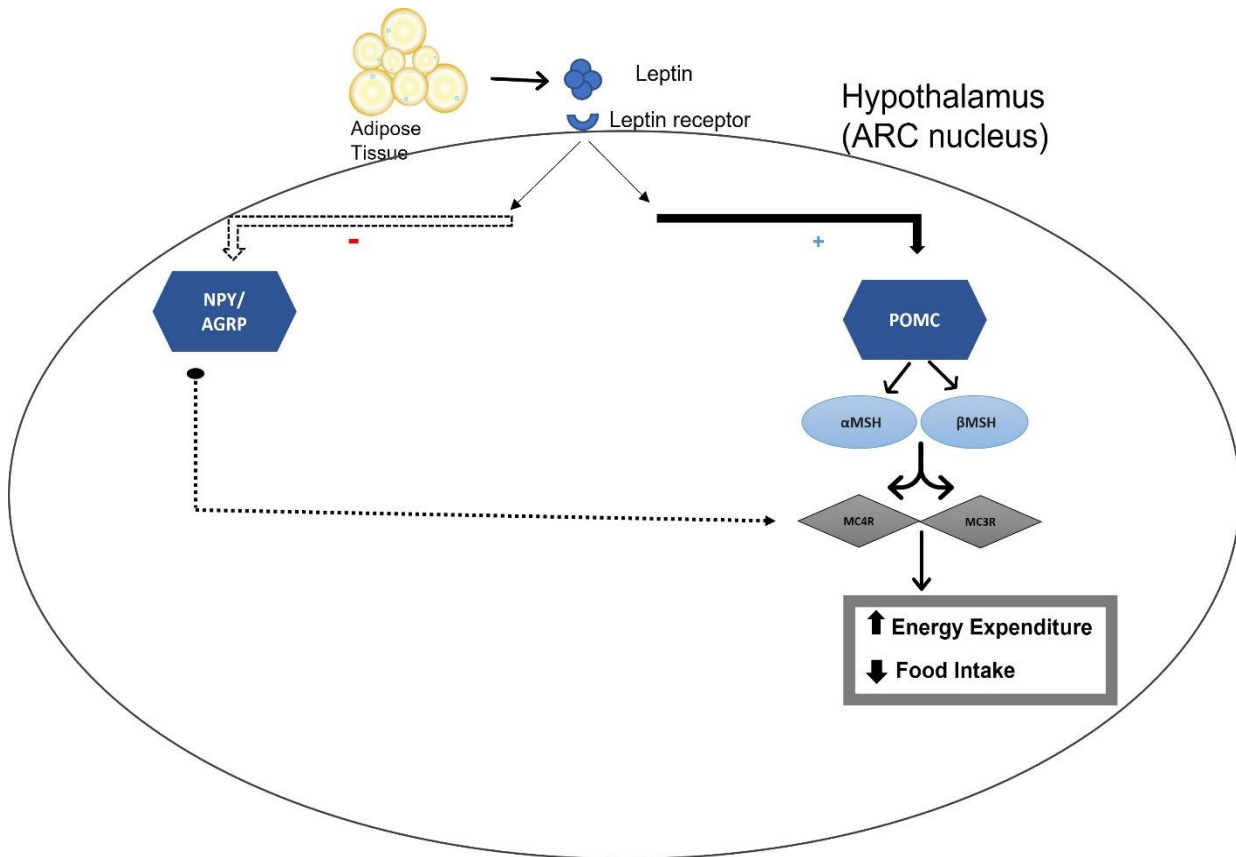 Leptin
Adipose
Tissue
Leptin receptor
Hypothalamus
(ARC nucleus)
-
+
NPY/
AGRP
POMC
αMSH
βMSH
MC4R
MC3R
Energy Expenditure
Food Intake